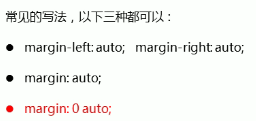 常见的写法，以下三种都可以：
● margin-left: auto;   margin-right: auto;
● margin: auto;
● margin: 0 auto;